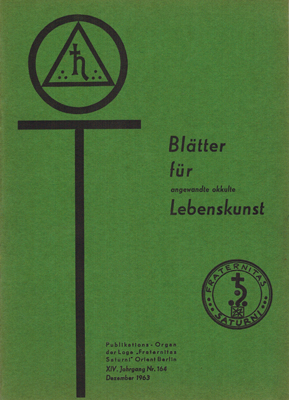 Blätter
für
angewandte okkulte
Lebenskunst
FRATERNITAS
SATURNI
Publikations - Organ
der Loge „Fraternitas
Saturni" Orient Berlin
XIV. Jahrgang Nr. 164
Dezember 1963